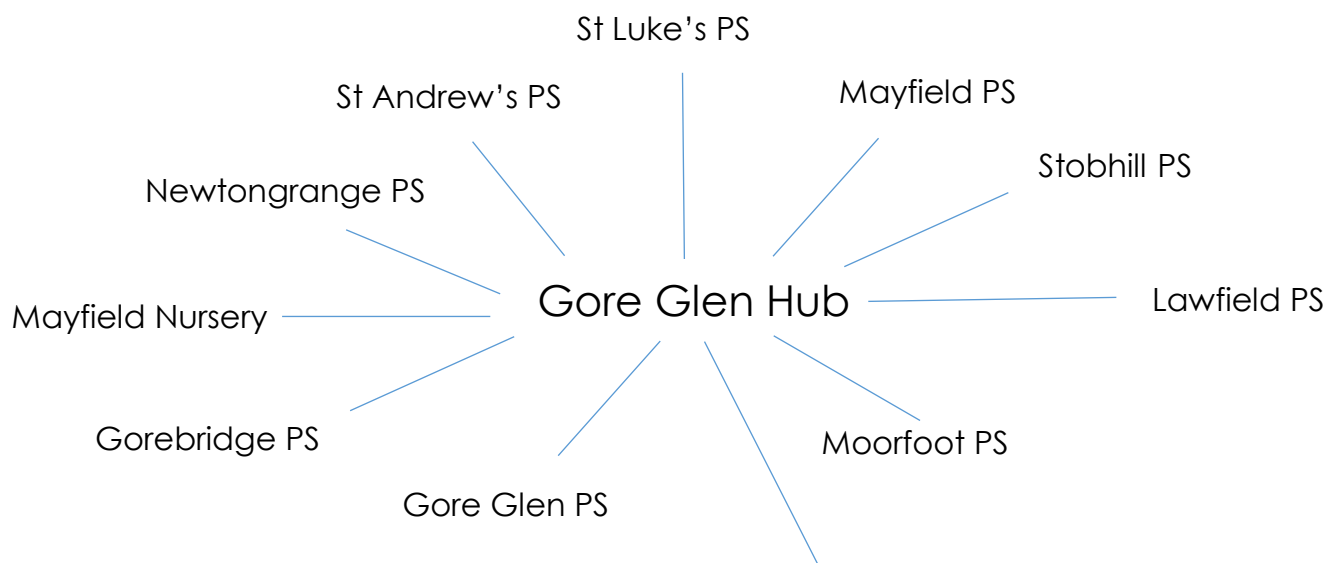 St Luke’s PS
St Andrew’s PS
Mayfield PS
Stobhill PS
Newtongrange PS
Gore Glen Hub
Lawfield PS
Mayfield Nursery
Gorebridge PS
Moorfoot PS
Gore Glen PS